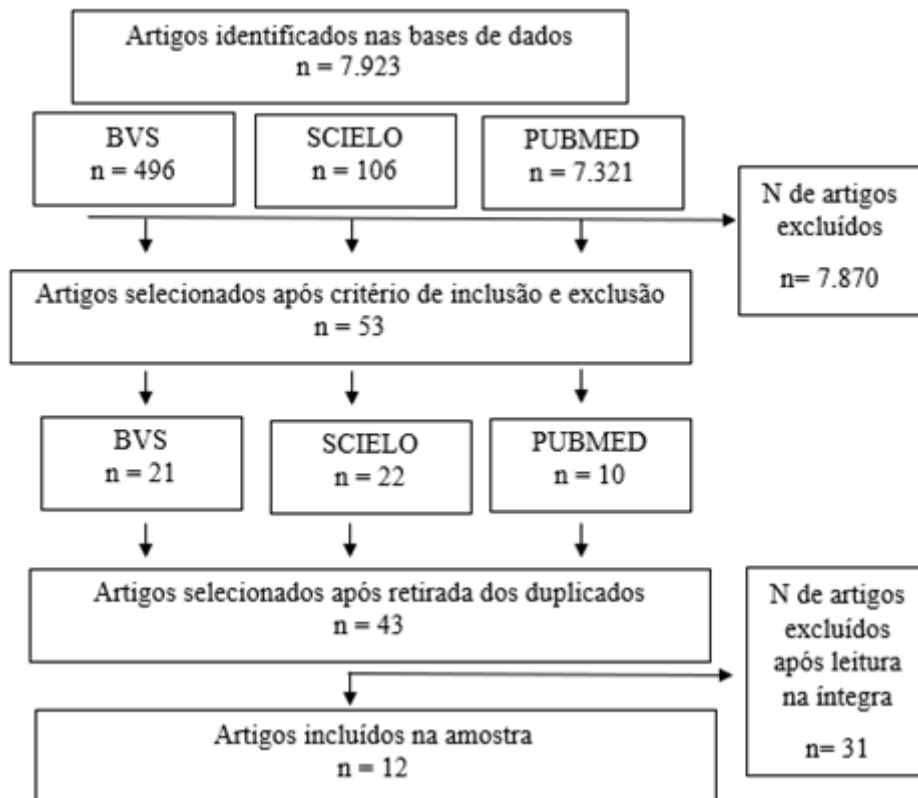 Artigos identificados nas bases de dados
n = 7.923
BVS
n = 496
SCIELO
n = 106
PUBMED
n = 7.321
N de artigos
excluídos
n= 7.870
Artigos selecionados após critério de inclusão e exclusão
n = 53
BVS
n = 21
SCIELO
n = 22
PUBMED
n = 10
Artigos selecionados após retirada dos duplicados
n = 43
N de artigos
excluídos
após leitura
na íntegra
n= 31
Artigos incluídos na amostra
n = 12